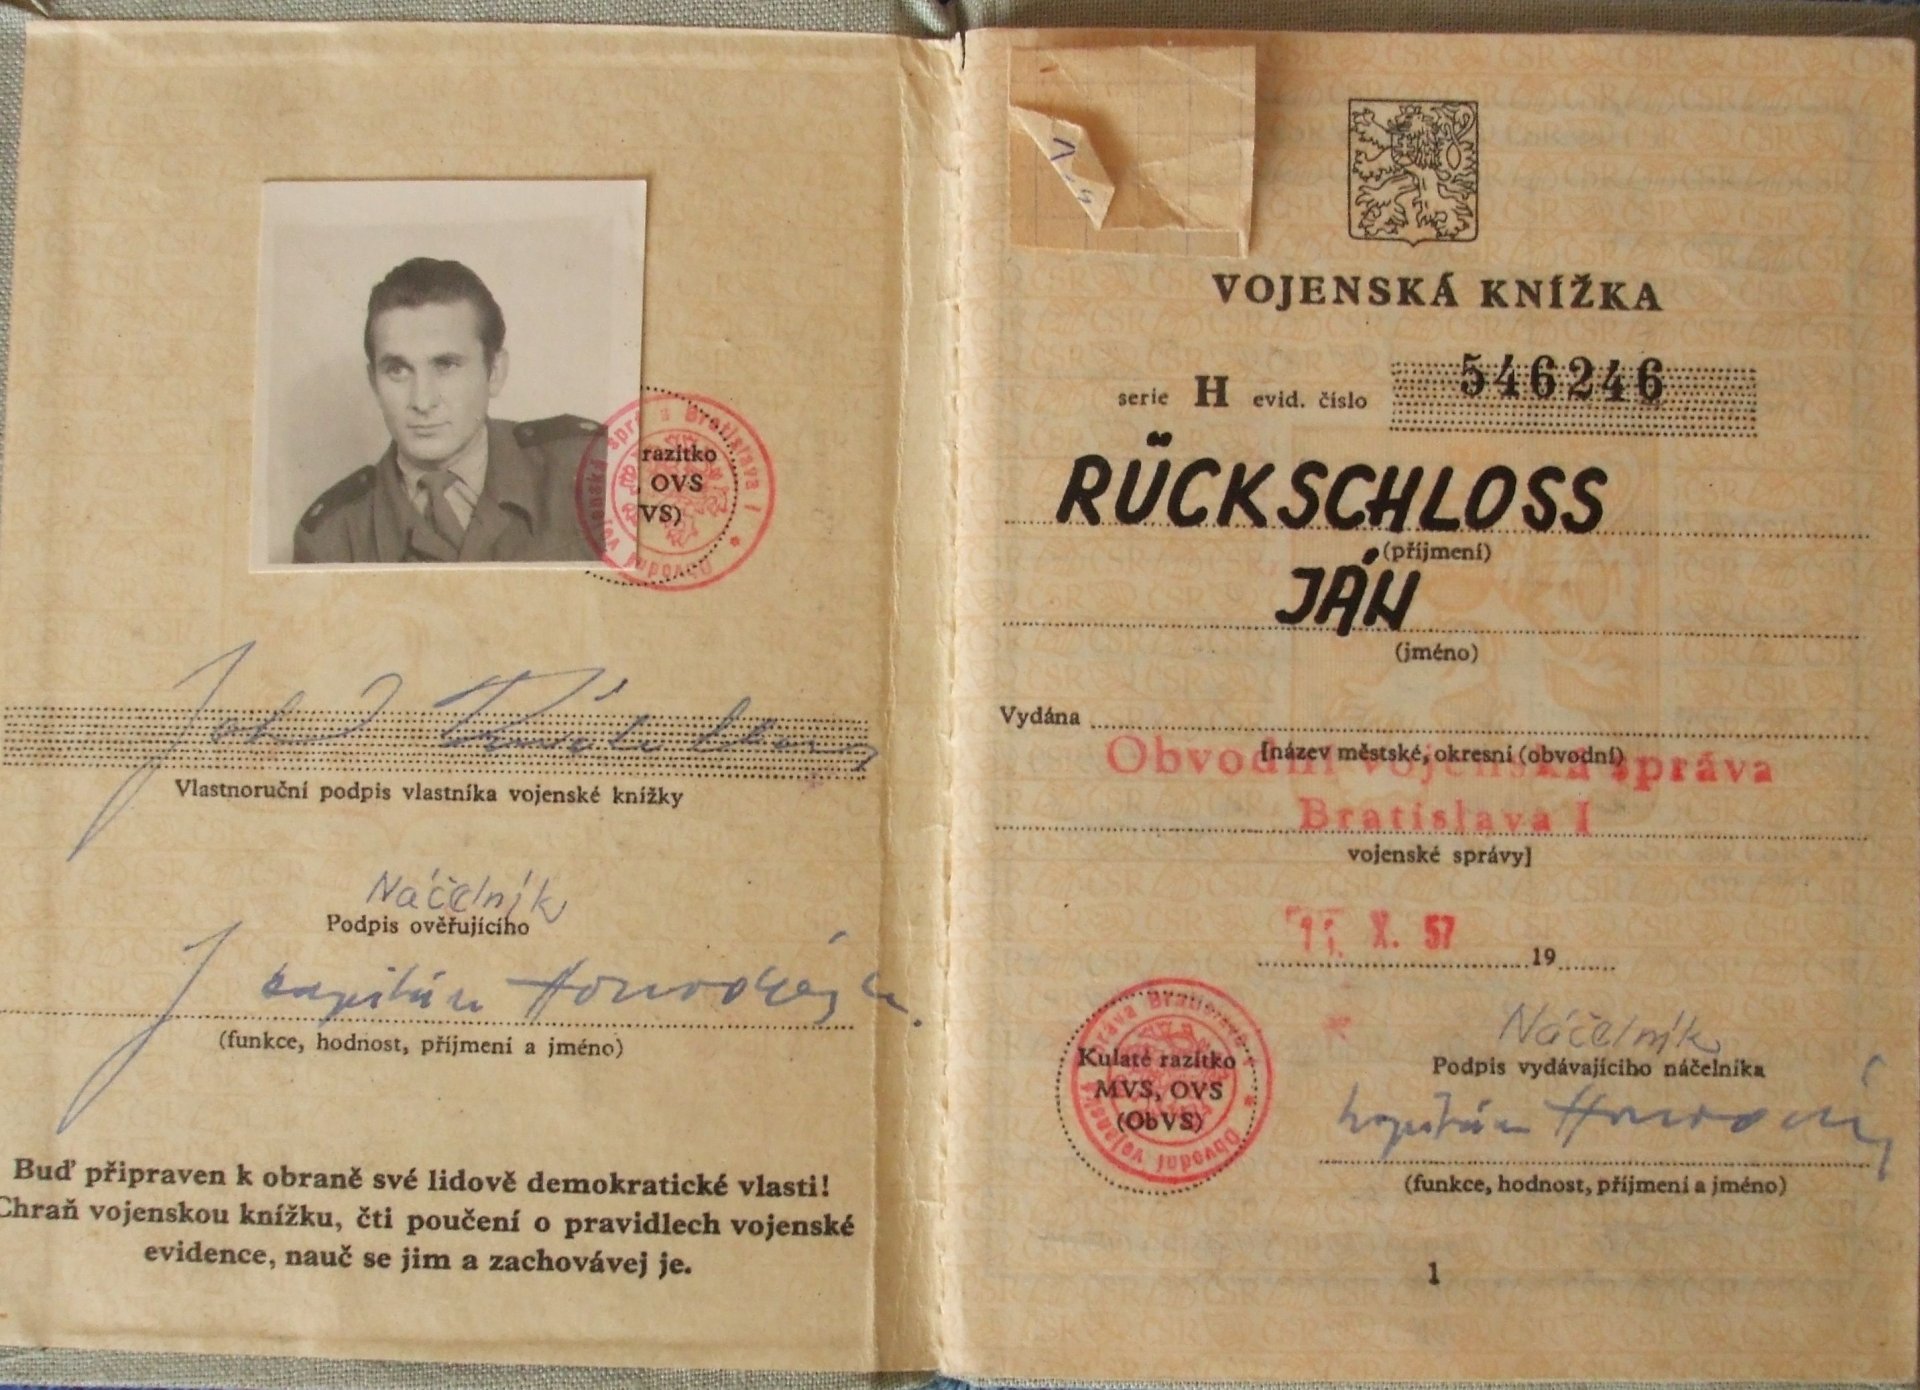 razítko
OVS
VS)
Vlastnoruční podpis vlastníka vojenské knížky
Náčelník
Podpis ověřujícího
kapitán
(funkce, hodnost, příjmení a jméno)
Buď připraven k obraně své lidově demokratické vlasti!
Chraň vojenskou knížku, čti poučení o pravidlech vojenské
evidence, nauč se jim a zachovávej je.
VOJENSKÁ KNÍŽKA
serie H evid. číslo 546246
RÜCKSCHLOSS
(příjmení)
JÁN
(jméno)
Vydána
[název městské, okresní (obvodní)
Obvodní vojenská správa
Bratislava I
vojenské správy]
11. X. 57
19
Kulaté razítko
MVS, OVS
(ObVS)
Náčelník
Podpis vydávajícího náčelníka
kapitán
(funkce, hodnost, příjmení a jméno)
1